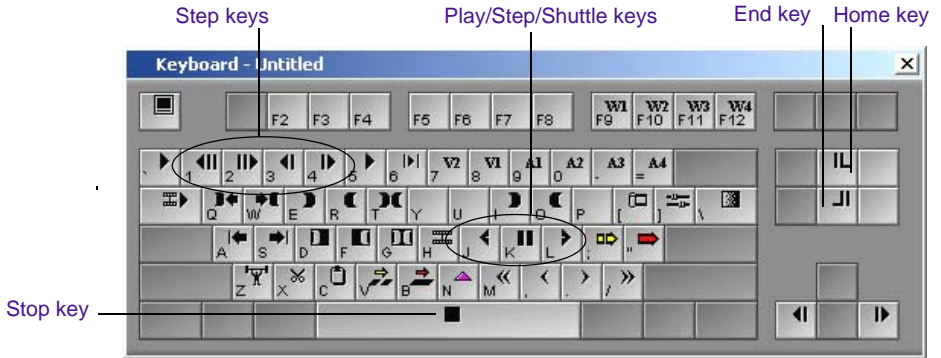 Step keys Play/Step/Shuttle keys End key Home key
Keyboard - Untitled
F2 F3 F4 F5 F6 F7 F8 W1 F9 W2 F10 W3 F11 W4 F12
` 1 2 3 4 5 6 V2 7 V1 8 A1 9 A2 0 A3 - A4 =
Q W E R T Y U I O P [ ] \
A S D F G H J K L ; "
Z X C V B N M , . /
Stop key